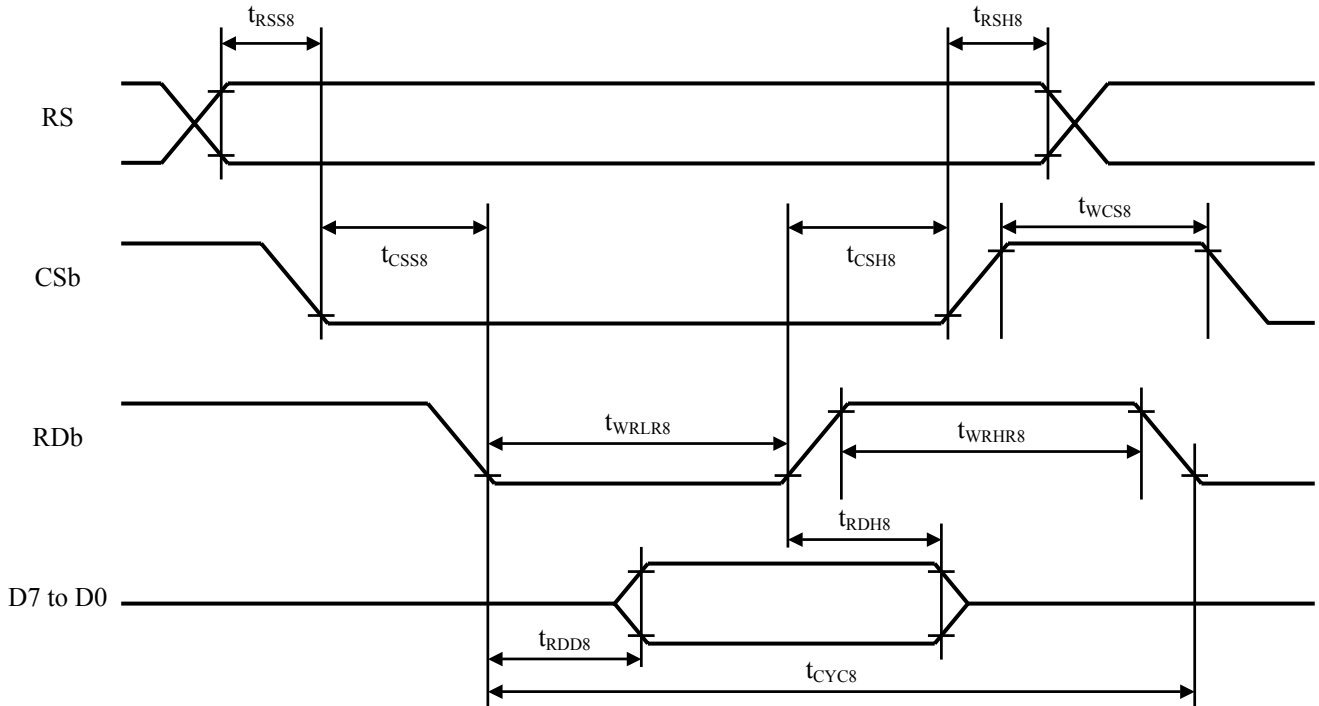 tRSS8
tRSH8
RS
tWCS8
tCSS8
tCSH8
CSb
tWRLR8
tWRHR8
RDb
tRDH8
D7 to D0
tRDD8
tCYC8